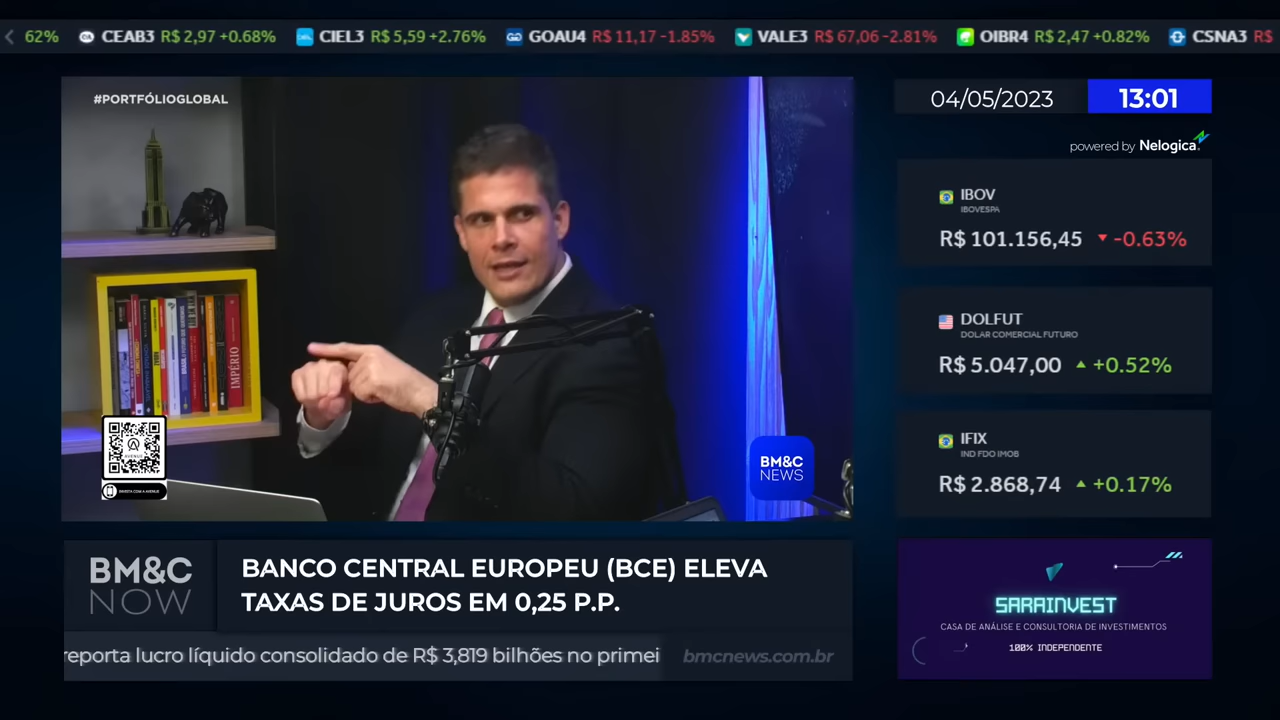 62% CEAB3 R$ 2,97 +0.68% CIEL3 R$ 5,59 +2.76% GOAU4 R$ 11,17 -1.85% VALE3 R$ 67,06 -2.81% OIBR4 R$ 2,47 +0.82% CSNA3 R$
#PORTFÓLIOGLOBAL
04/05/2023 13:01
powered by Nelogica
IBOV
IBOVESPA
R$ 101.156,45 -0.63%
DOLFUT
DOLAR COMERCIAL FUTURO
R$ 5.047,00 +0.52%
IFIX
IND FDO IMOB
R$ 2.868,74 +0.17%
IMPÉRIO
AVENUE
INVISTA COM A AVENUE
BM&C
NEWS
BM&C
NOW
BANCO CENTRAL EUROPEU (BCE) ELEVA
TAXAS DE JUROS EM 0,25 P.P.
reporta lucro líquido consolidado de R$ 3,819 bilhões no primei
bmcnews.com.br
SARAINVEST
CASA DE ANÁLISE E CONSULTORIA DE INVESTIMENTOS
100% INDEPENDENTE